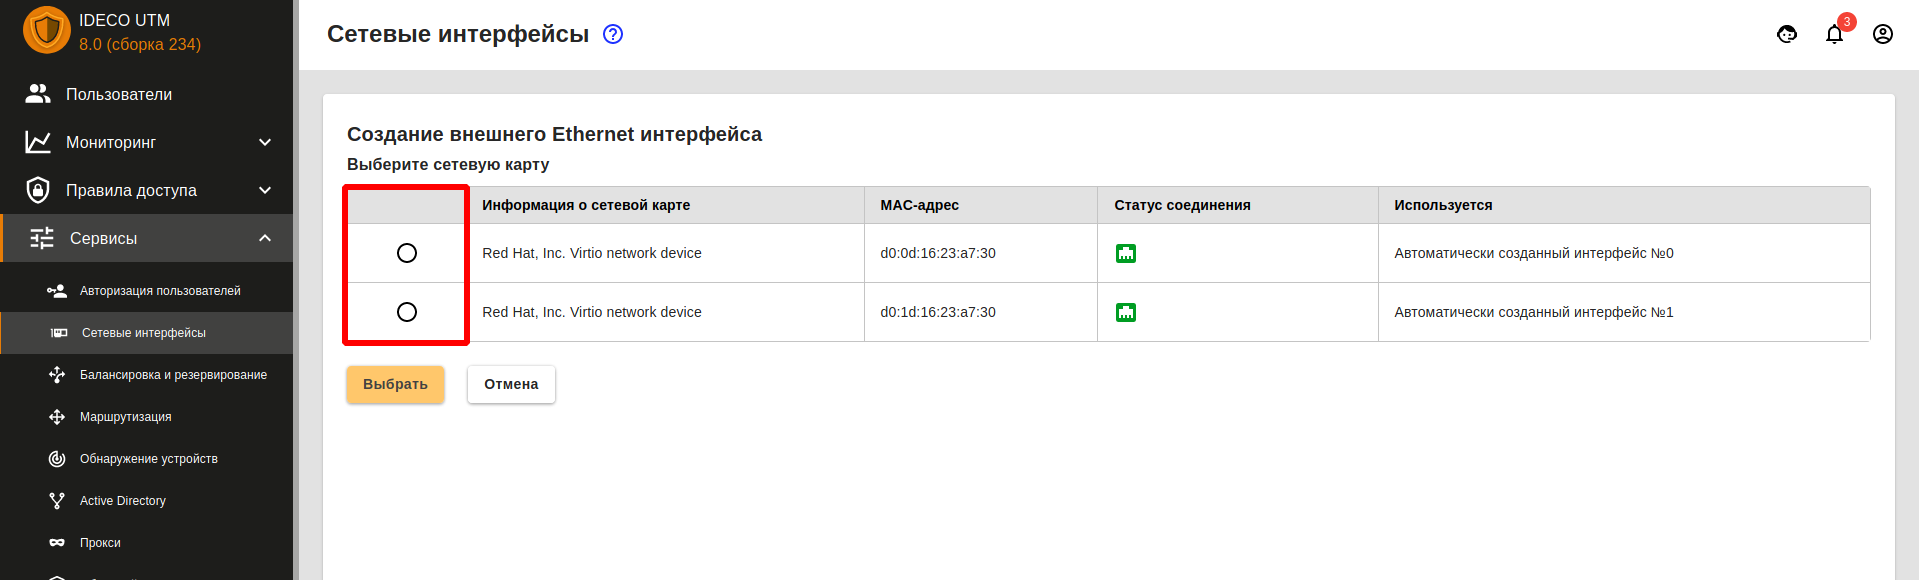 IDECO UTM
8.0 (сборка 234)
Пользователи
Мониторинг
Правила доступа
Сервисы
Авторизация пользователей
Сетевые интерфейсы
Балансировка и резервирование
Маршрутизация
Обнаружение устройств
Active Directory
Прокси
Сетевые интерфейсы
3
Создание внешнего Ethernet интерфейса
Выберите сетевую карту
Информация о сетевой карте MAC-адрес Статус соединения Используется
Red Hat, Inc. Virtio network device d0:0d:16:23:a7:30 Автоматически созданный интерфейс №0
Red Hat, Inc. Virtio network device d0:1d:16:23:a7:30 Автоматически созданный интерфейс №1
Выбрать Отмена